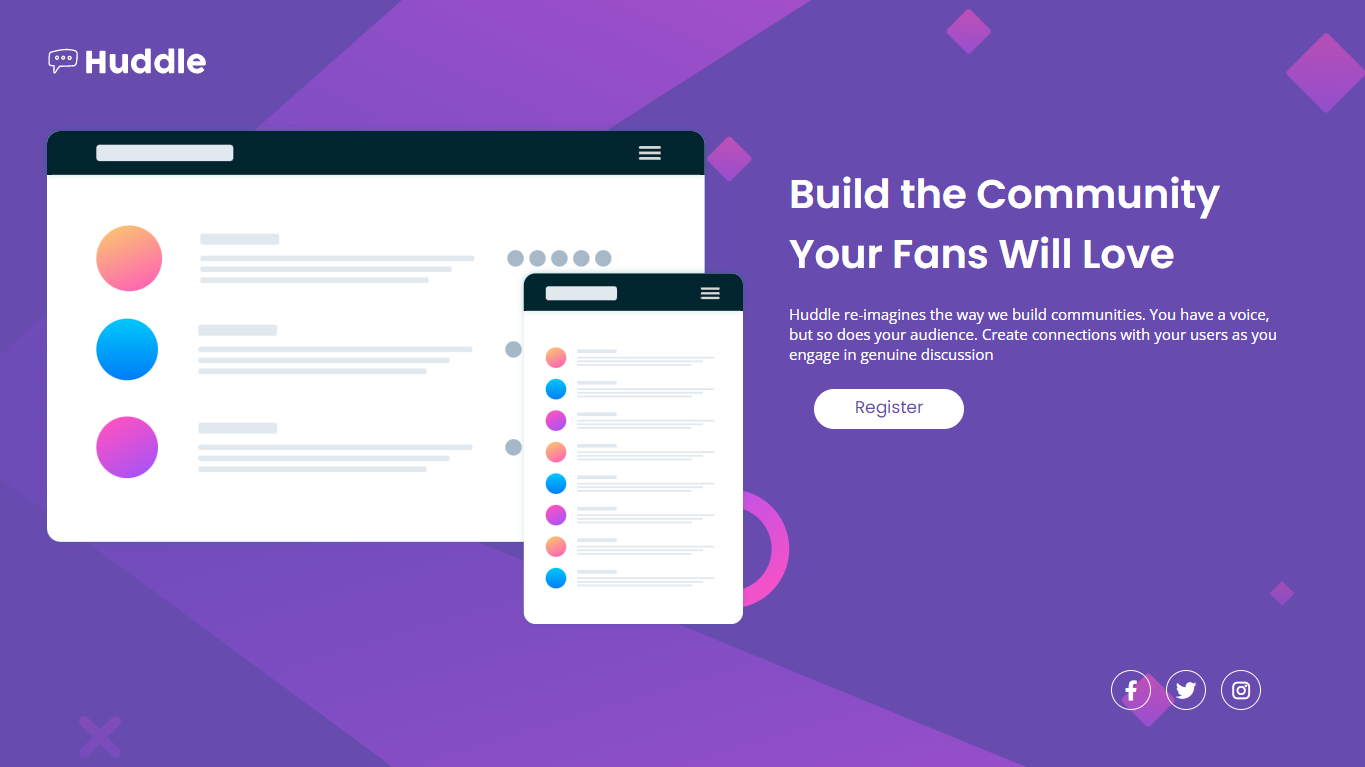 Huddle
Build the Community
Your Fans Will Love
Huddle re-imagines the way we build communities. You have a voice,
but so does your audience. Create connections with your users as you
engage in genuine discussion
Register